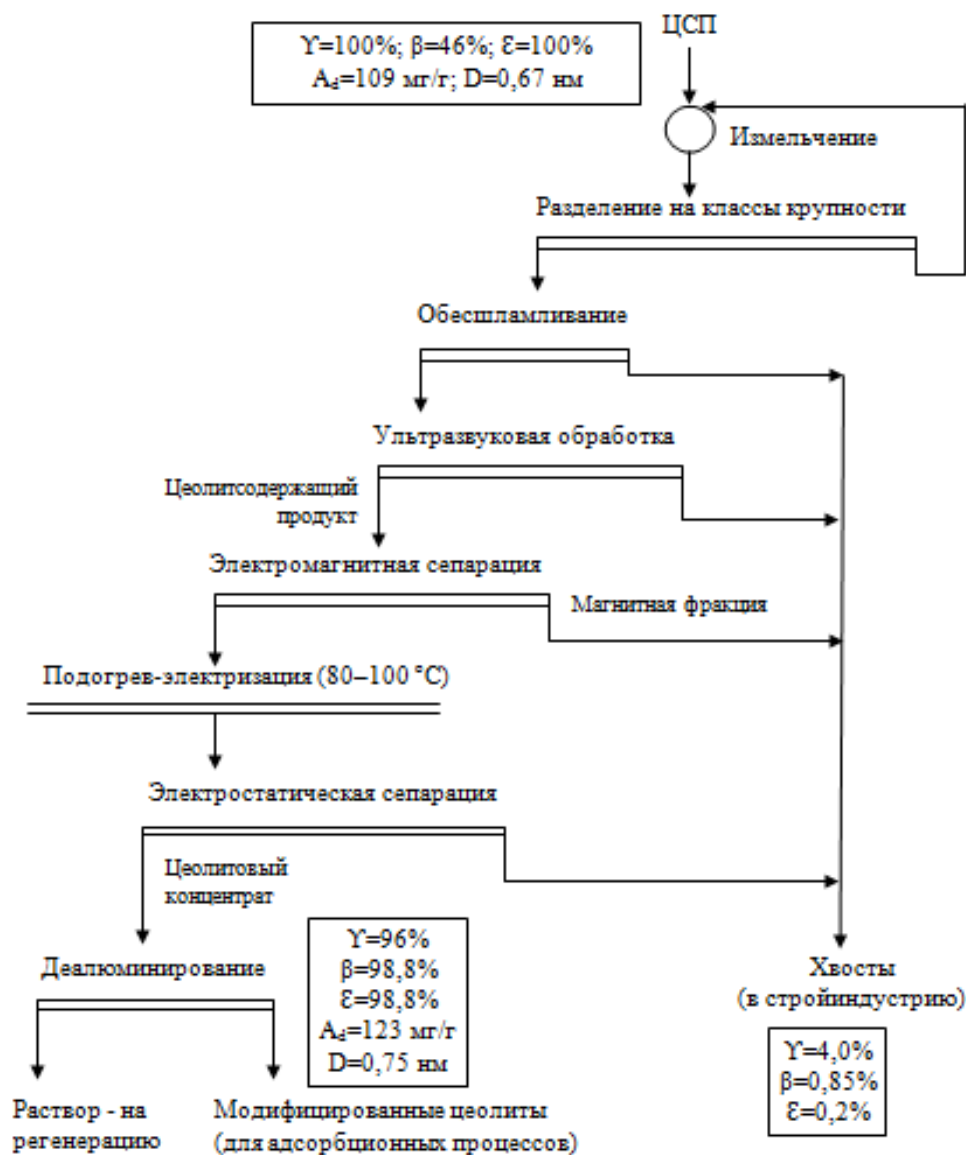 ϒ=100%; β=46%; Ɛ=100%
A_d=109 мг/г; D=0,67 нм
ЦСП
Измельчение
Разделение на классы крупности
Обесшламливание
Ультразвуковая обработка
Цеолитсодержащий
продукт
Электромагнитная сепарация
Магнитная фракция
Подогрев-электризация (80–100 °С)
Электростатическая сепарация
Цеолитовый
концентрат
Деалюминирование
ϒ=96%
β=98,8%
Ɛ=98,8%
A_d=123 мг/г
D=0,75 нм
Хвосты
(в стройиндустрию)
ϒ=4,0%
β=0,85%
Ɛ=0,2%
Раствор - на
регенерацию
Модифицированные цеолиты
(для адсорбционных процессов)